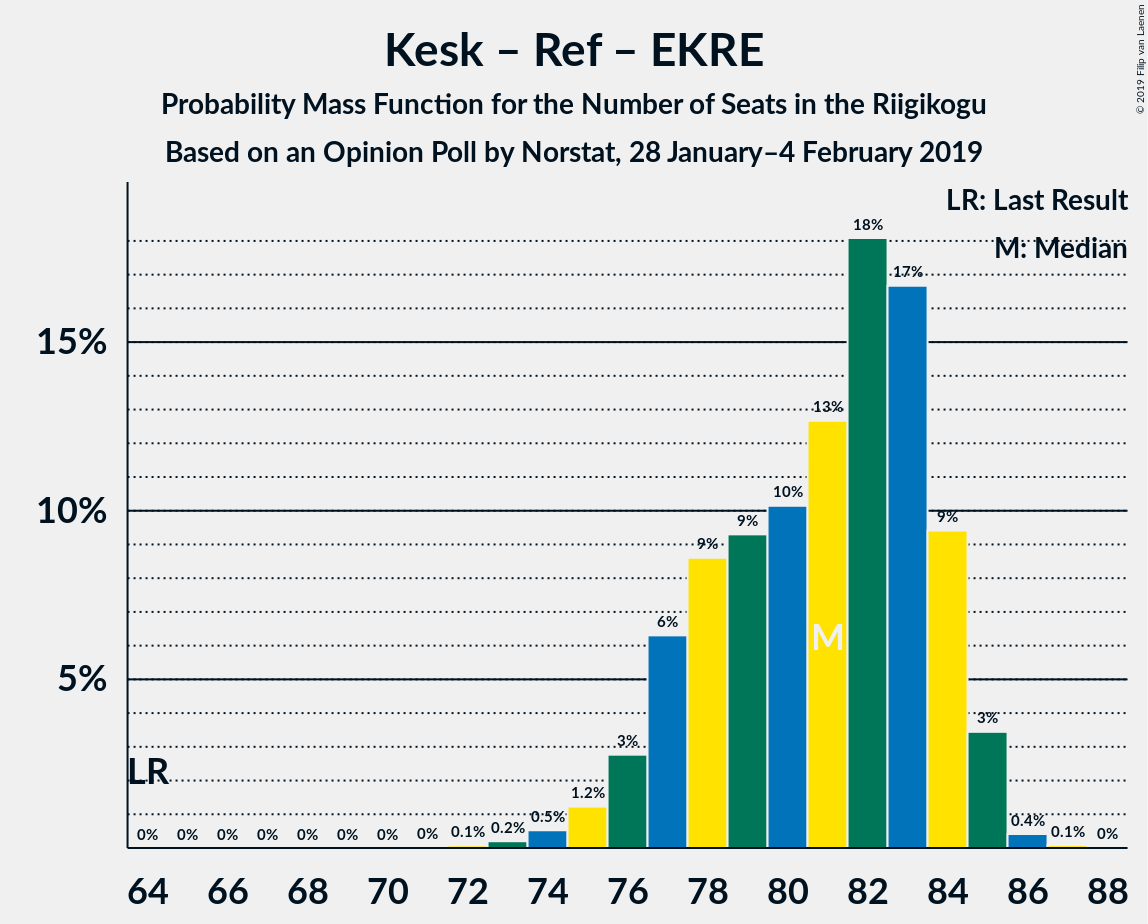 Kesk – Ref – EKRE
Probability Mass Function for the Number of Seats in the Riigikogu
Based on an Opinion Poll by Norstat, 28 January–4 February 2019
© 2019 Filip van Laenen
LR: Last Result
M: Median
18%
17%
15%
13%
10%
10%
9%
9%
9%
6%
M
5%
3%
3%
LR
1.2%
0.5%
0.4%
0% 0% 0% 0% 0% 0% 0% 0% 0.1% 0.2% 0.1% 0%
64 66 68 70 72 74 76 78 80 82 84 86 88